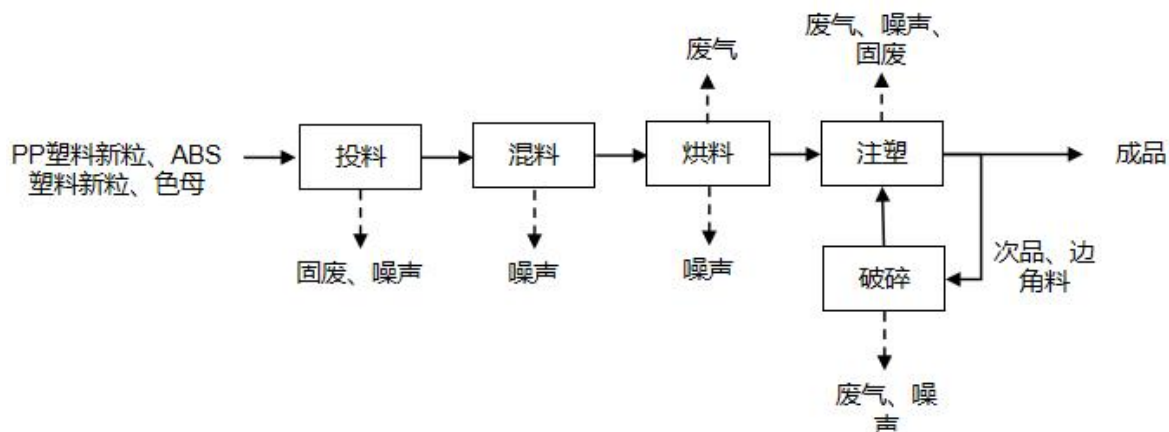 废气、噪声、
固废
废气
PP塑料新粒、ABS
塑料新粒、色母
投料
混料
烘料
注塑
成品
固废、噪声
噪声
噪声
破碎
次品、边
角料
废气、噪
声